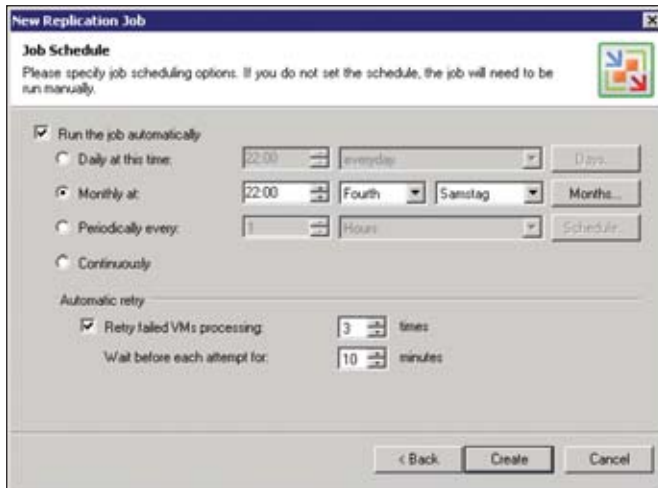 New Replication Job
Job Schedule
Please specify job scheduling options. If you do not set the schedule, the job will need to be
run manually.
Run the job automatically
Daily at this time: 22:00 everyday Days...
Monthly at: 22:00 Fourth Samstag Months...
Periodically every: 1 Hours Schedule...
Continuously
Automatic retry
Retry failed VMs processing: 3 times
Wait before each attempt for: 10 minutes
< Back Create Cancel